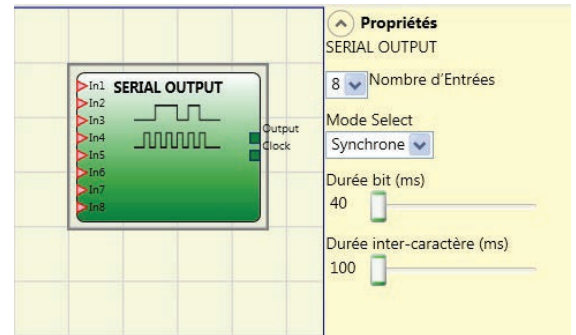 In1 SERIAL OUTPUT
In2
In3
In4
In5
In6
In7
In8
Output
Clock
Propriétés
SERIAL OUTPUT
8 Nombre d'Entrées
Mode Select
Synchrone
Durée bit (ms)
40
Durée inter-caractère (ms)
100